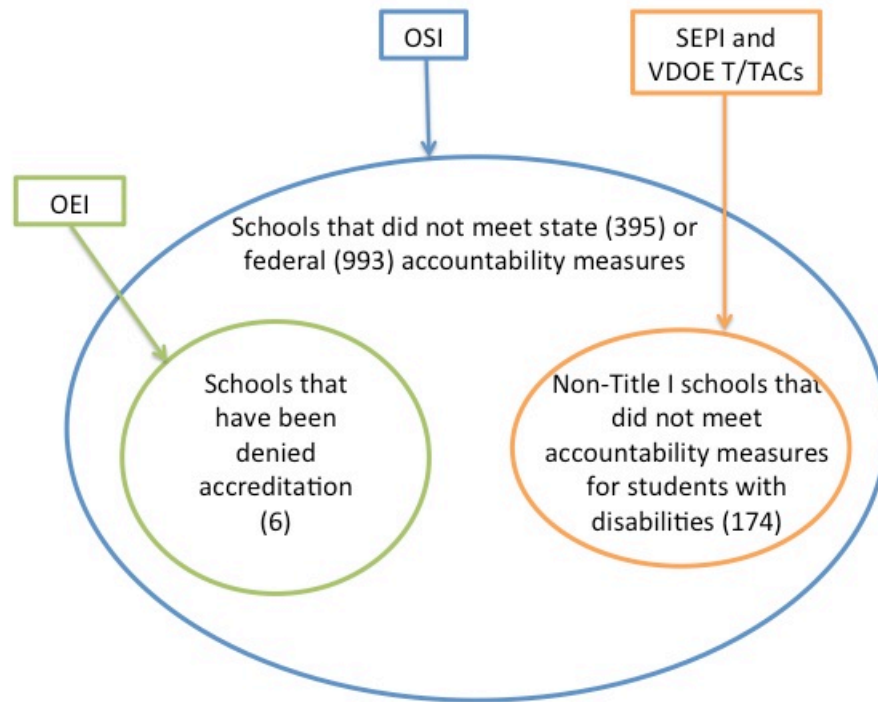 OSI
SEPI and
VDOE T/TACs
OEI
Schools that did not meet state (395) or
federal (993) accountability measures
Schools that
have been
denied
accreditation
(6)
Non-Title I schools that
did not meet
accountability measures
for students with
disabilities (174)